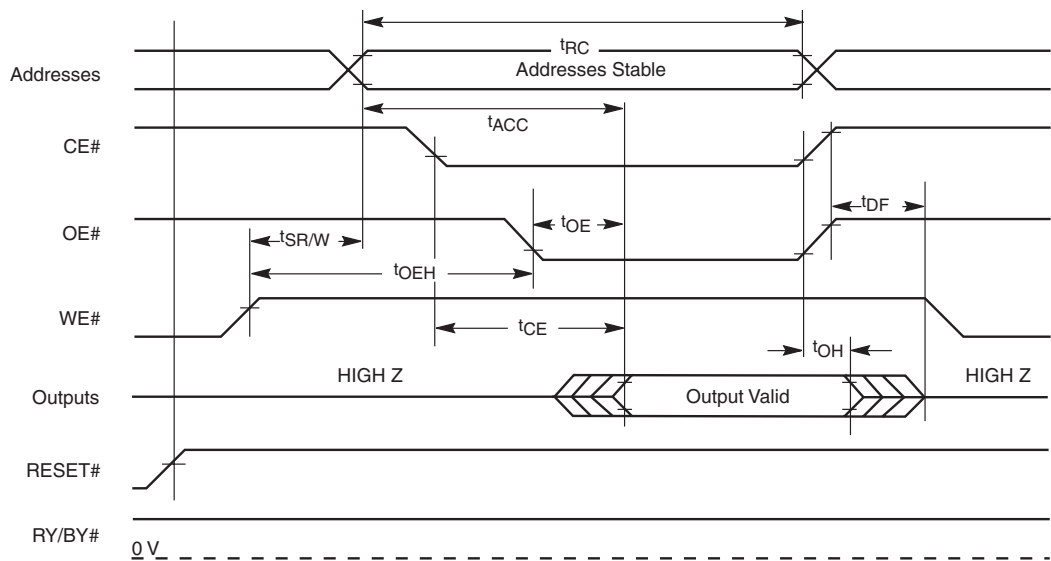 tRC
Addresses
Addresses Stable
tACC
CE#
OE#
tOE
tDF
tSR/W
tOEH
WE#
tCE
tOH
HIGH Z
HIGH Z
Outputs
Output Valid
RESET#
RY/BY#
0 V